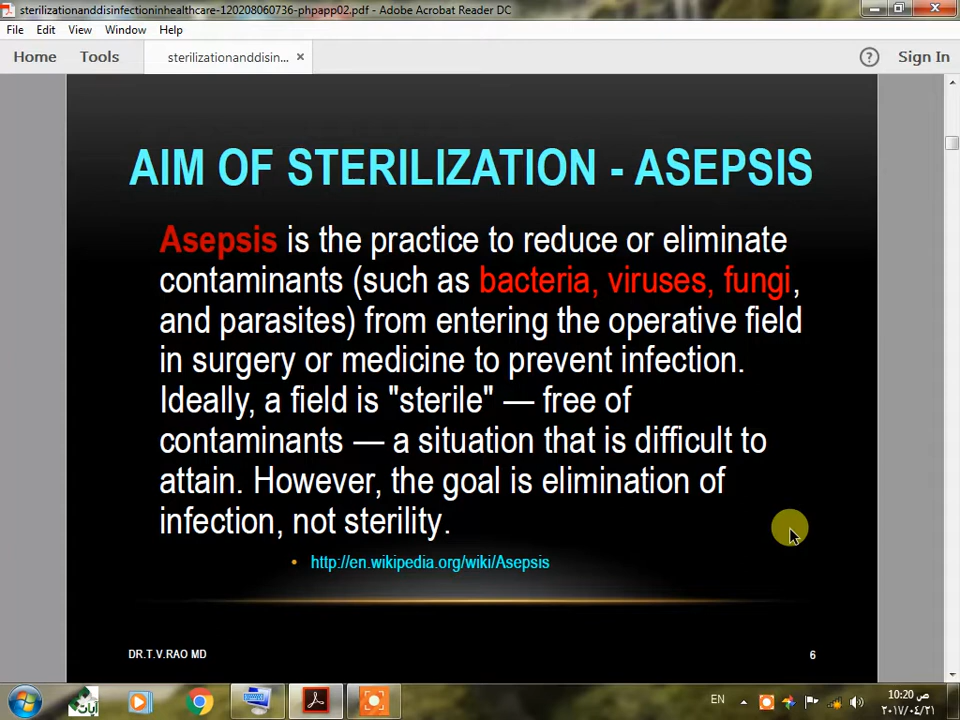 sterilizationanddisinfectioninhealthcare-120208060736-phpapp02.pdf - Adobe Acrobat Reader DC
File Edit View Window Help
Home Tools sterilizationanddisin... × ? Sign In
AIM OF STERILIZATION - ASEPSIS
Asepsis is the practice to reduce or eliminate
contaminants (such as bacteria, viruses, fungi,
and parasites) from entering the operative field
in surgery or medicine to prevent infection.
Ideally, a field is "sterile" — free of
contaminants — a situation that is difficult to
attain. However, the goal is elimination of
infection, not sterility.
• http://en.wikipedia.org/wiki/Asepsis
DR.T.V.RAO MD 6
آيات EN 10:20 ص
٢٠١٧/٠٤/٢١